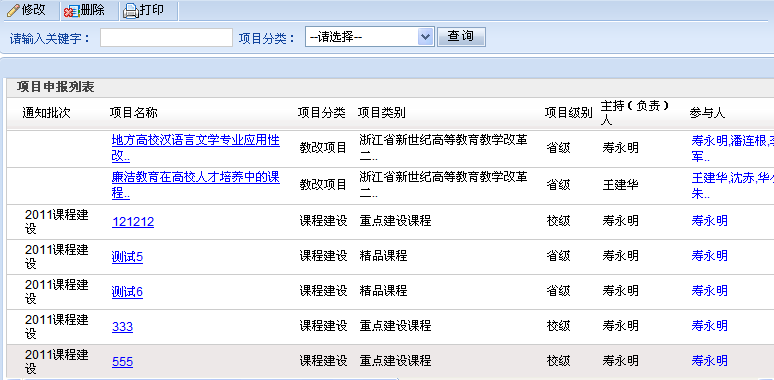 修改 删除 打印
请输入关键字： 项目分类： --请选择-- 查询
项目申报列表
通知批次 项目名称 项目分类 项目类别 项目级别 主持（负责）人 参与人
地方高校汉语言文学专业应用性改.. 教改项目 浙江省新世纪高等教育教学改革二.. 省级 寿永明 寿永明,潘连根,军..
廉洁教育在高校人才培养中的课程.. 教改项目 浙江省新世纪高等教育教学改革二.. 省级 王建华 王建华,沈赤,朱..
2011课程建设 121212 课程建设 重点建设课程 校级 寿永明 寿永明
2011课程建设 测试5 课程建设 精品课程 省级 寿永明 寿永明
2011课程建设 测试6 课程建设 精品课程 省级 寿永明 寿永明
2011课程建设 333 课程建设 重点建设课程 校级 寿永明 寿永明
2011课程建设 555 课程建设 重点建设课程 校级 寿永明 寿永明